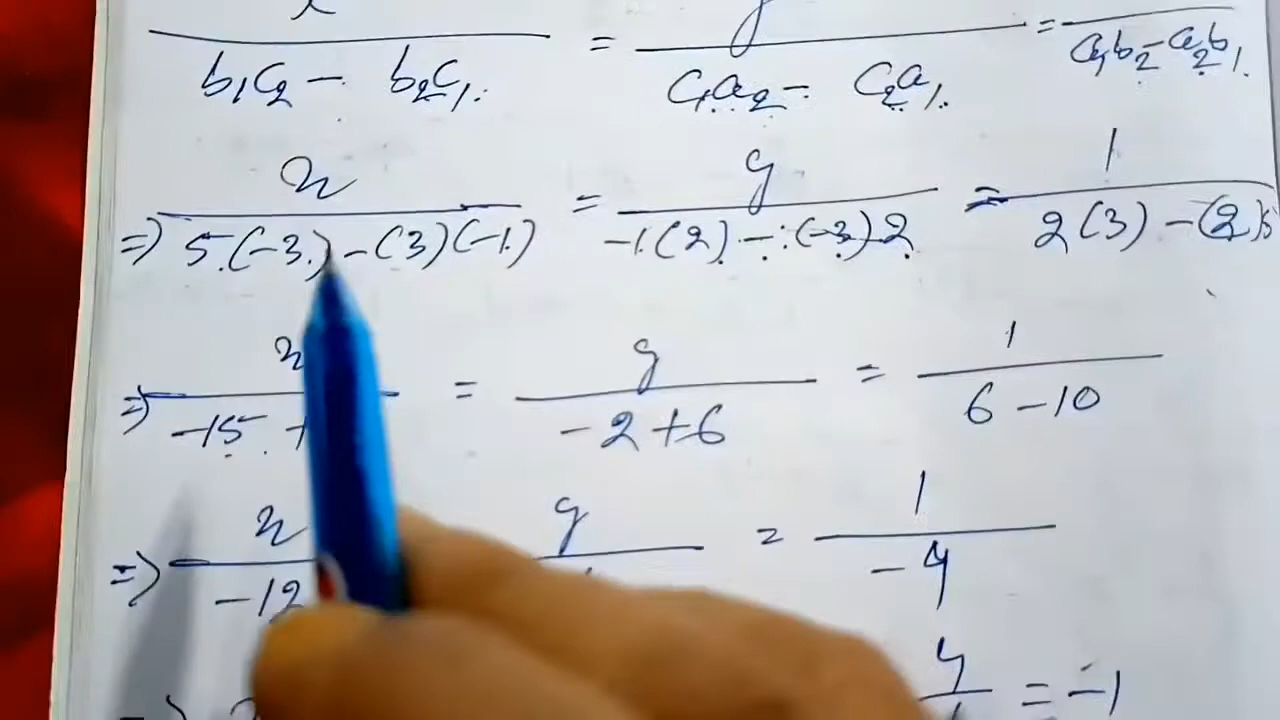 x / b₁c₂ - b₂c₁ = y / c₁a₂ - c₂a₁ = / a₁b₂ - a₂b₁
⇒ x / 5(-3) - (3)(-1) = y / -1(2) - (-3)2 = 1 / 2(3) - (2)5
⇒ x / -15 + = y / -2 + 6 = 1 / 6 - 10
⇒ x / -12 y / = 1 / -4
⇒ = -1